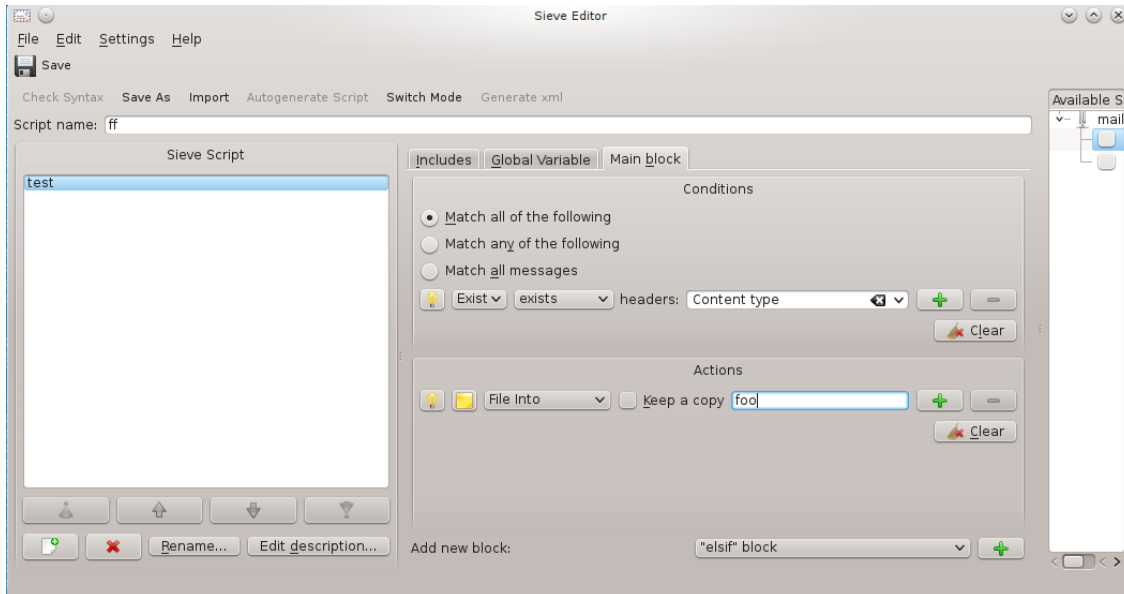 Sieve Editor
File Edit Settings Help
Save
Check Syntax Save As Import Autogenerate Script Switch Mode Generate xml
Script name: ff
Sieve Script
test
Rename... Edit description...
Includes Global Variable Main block
Conditions
Match all of the following
Match any of the following
Match all messages
Exist exists headers: Content type
Clear
Actions
File Into Keep a copy foo
Clear
Add new block: "elsif" block
Available S
mail